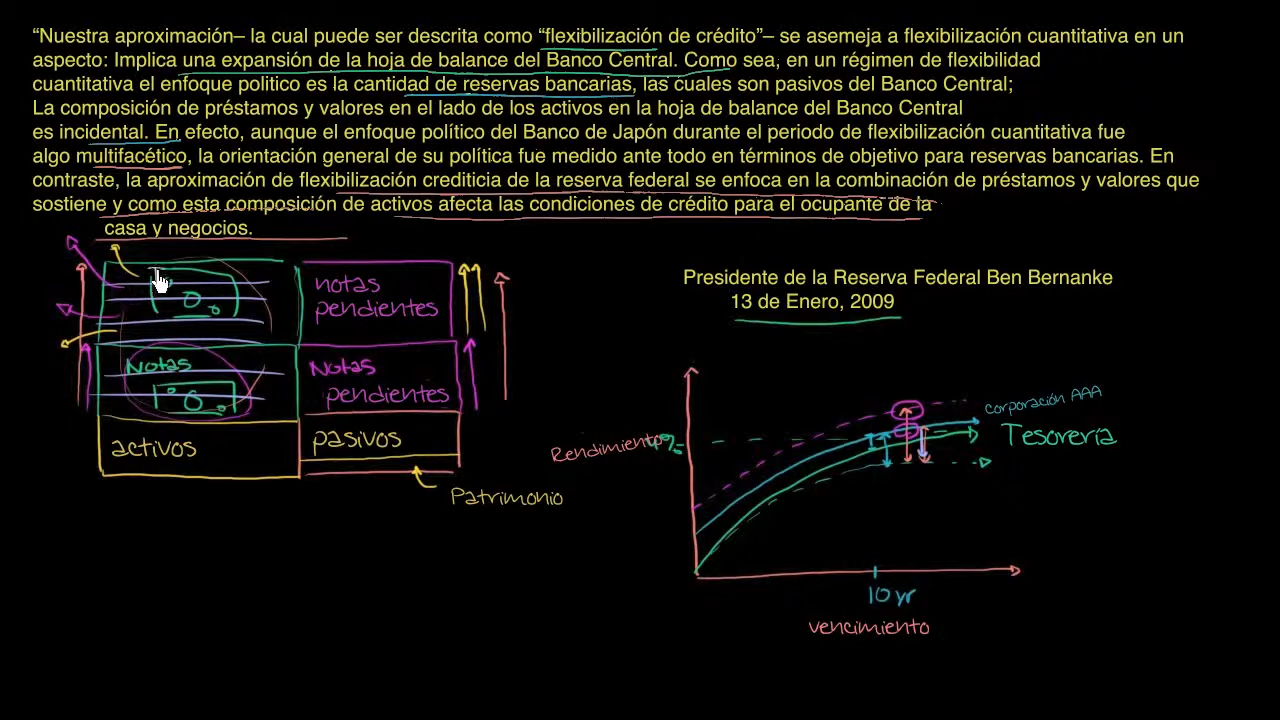 “Nuestra aproximación– la cual puede ser descrita como “flexibilización de crédito”– se asemeja a flexibilización cuantitativa en un
aspecto: Implica una expansión de la hoja de balance del Banco Central. Como sea, en un régimen de flexibilidad
cuantitativa el enfoque politico es la cantidad de reservas bancarias, las cuales son pasivos del Banco Central;
La composición de préstamos y valores en el lado de los activos en la hoja de balance del Banco Central
es incidental. En efecto, aunque el enfoque político del Banco de Japón durante el periodo de flexibilización cuantitativa fue
algo multifacético, la orientación general de su política fue medido ante todo en términos de objetivo para reservas bancarias. En
contraste, la aproximación de flexibilización crediticia de la reserva federal se enfoca en la combinación de préstamos y valores que
sostiene y como esta composición de activos afecta las condiciones de crédito para el ocupante de la
casa y negocios.
Presidente de la Reserva Federal Ben Bernanke
13 de Enero, 2009
notas
pendientes
Notas
Notas
pendientes
activos
pasivos
Patrimonio
corporación AAA
Tesorería
Rendimiento
10 yr
vencimiento